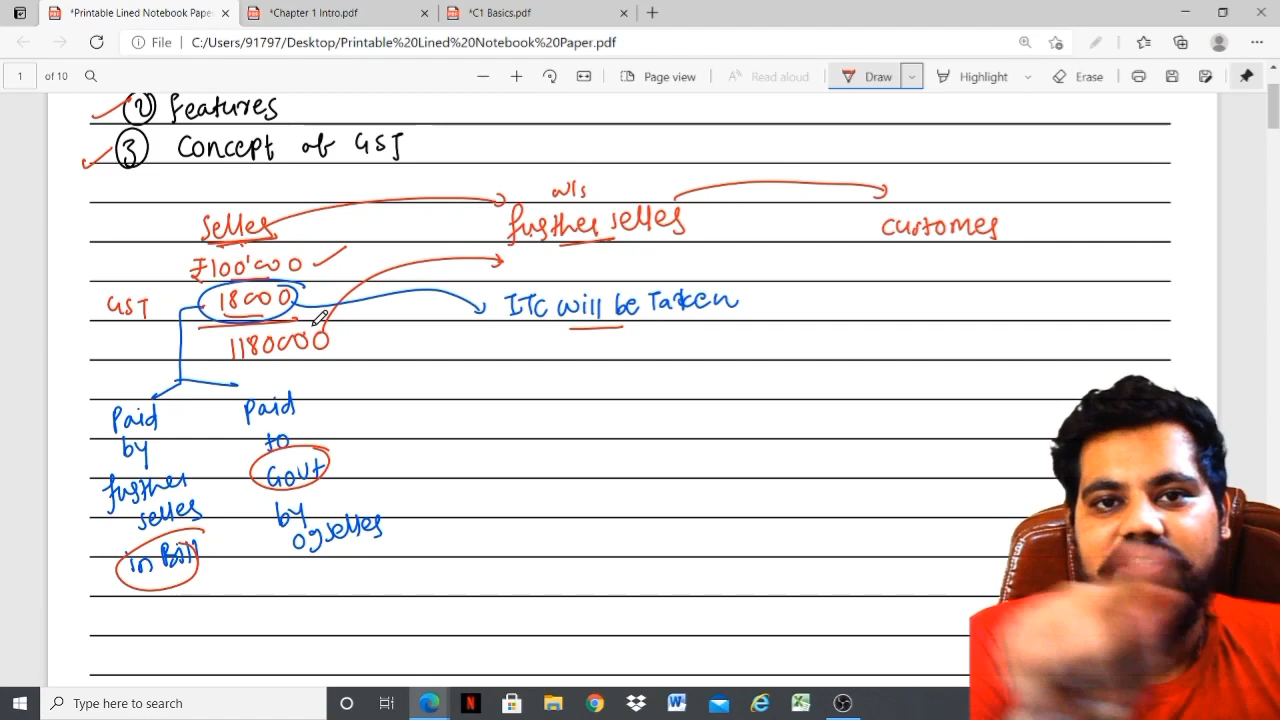 *Printable Lined Notebook Pape
*Chapter 1 Intro.pdf
*C1 Basics.pdf
File
C:/Users/91797/Desktop/Printable%20Lined%20Notebook%20Paper.pdf
1 of 10
Page view
Read aloud
Draw
Highlight
Erase
2 Features
3 Concept of GST
w/s
Seller
further seller
customer
₹100'000
GST
18000
ITC will be Taken
1180000
Paid
by
further
seller
in Bill
Paid
to
Govt
by
og seller
Type here to search